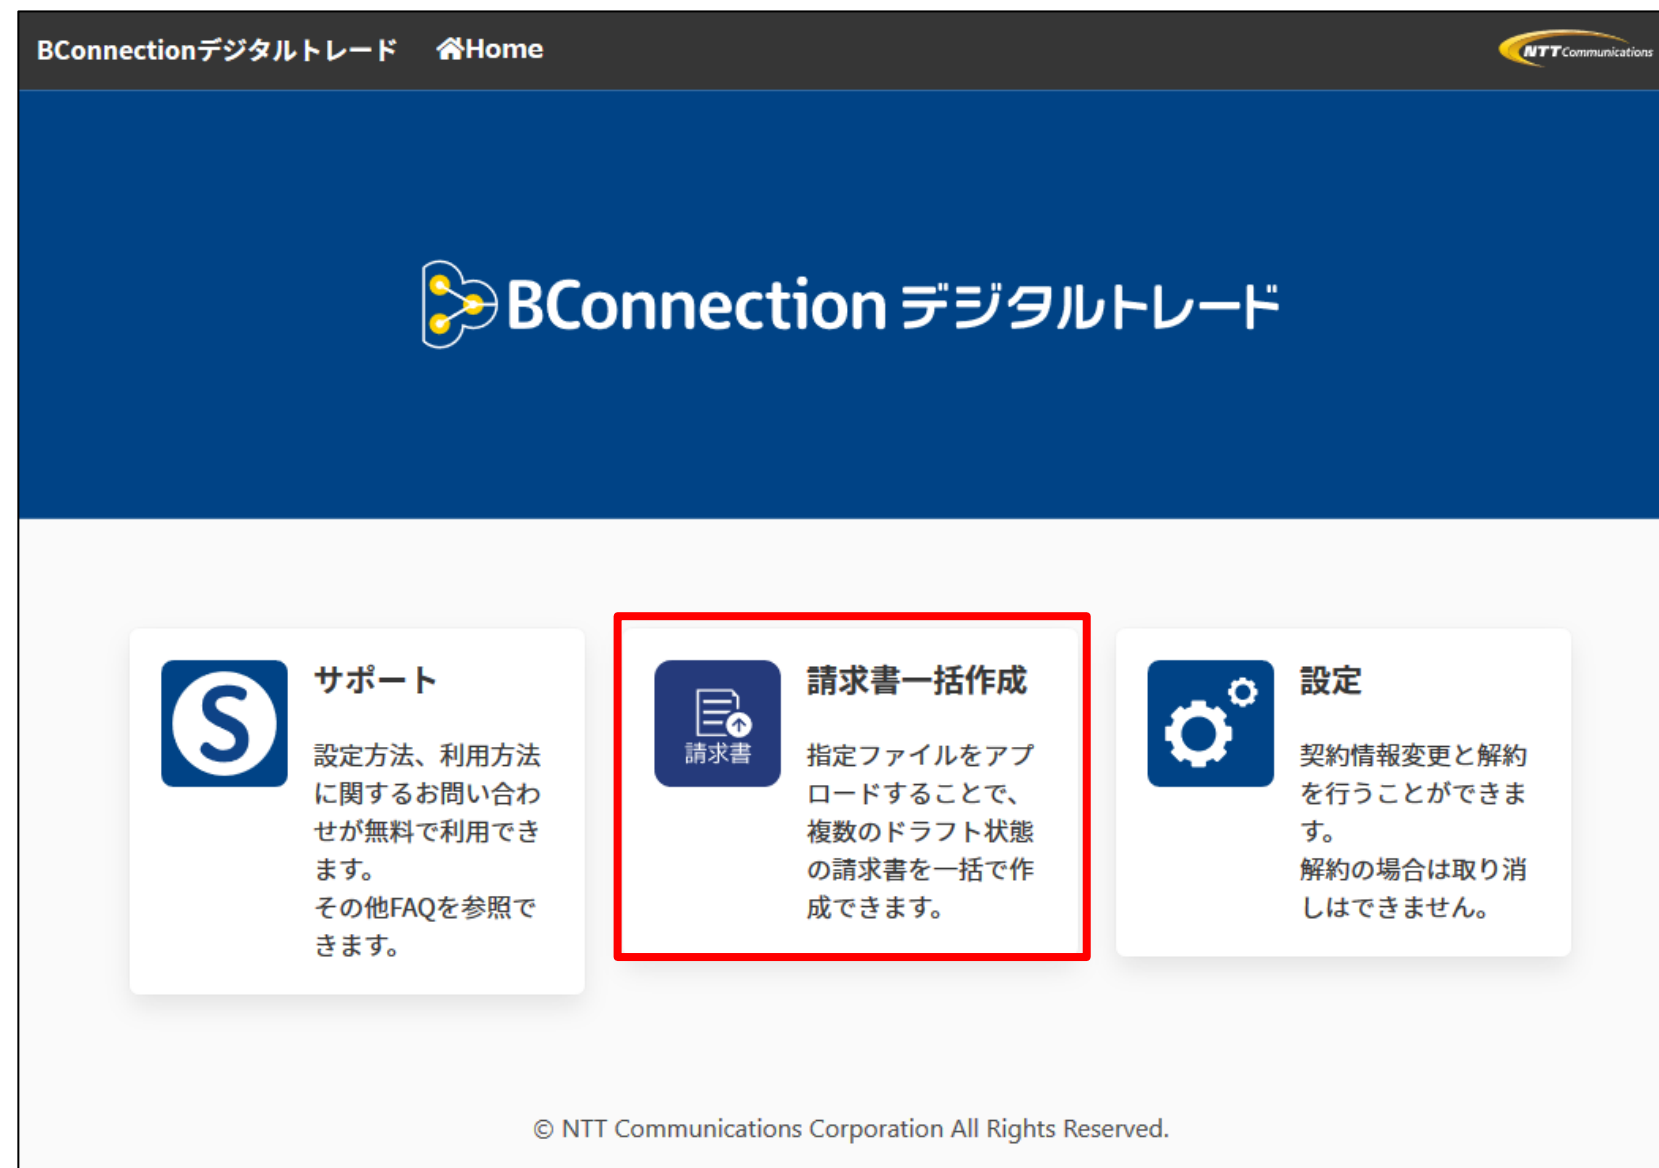 BConnectionデジタルトレード Home
NTT Communications
BConnection デジタルトレード
サポート
設定方法、利用方法
に関するお問い合わ
せが無料で利用でき
ます。
その他FAQを参照で
きます。
請求書
請求書一括作成
指定ファイルをアプ
ロードすることで、
複数のドラフト状態
の請求書を一括で作
成できます。
設定
契約情報変更と解約
を行うことができま
す。
解約の場合は取り消
しはできません。
© NTT Communications Corporation All Rights Reserved.